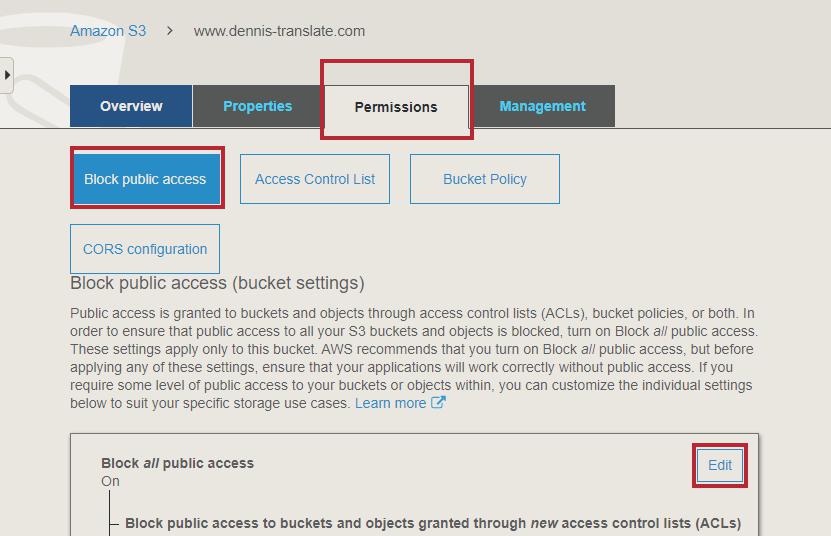 Amazon S3 > www.dennis-translate.com
Overview Properties Permissions Management
Block public access Access Control List Bucket Policy
CORS configuration
Block public access (bucket settings)
Public access is granted to buckets and objects through access control lists (ACLs), bucket policies, or both. In
order to ensure that public access to all your S3 buckets and objects is blocked, turn on Block all public access.
These settings apply only to this bucket. AWS recommends that you turn on Block all public access, but before
applying any of these settings, ensure that your applications will work correctly without public access. If you
require some level of public access to your buckets or objects within, you can customize the individual settings
below to suit your specific storage use cases. Learn more
Block all public access
Edit
On
Block public access to buckets and objects granted through new access control lists (ACLs)